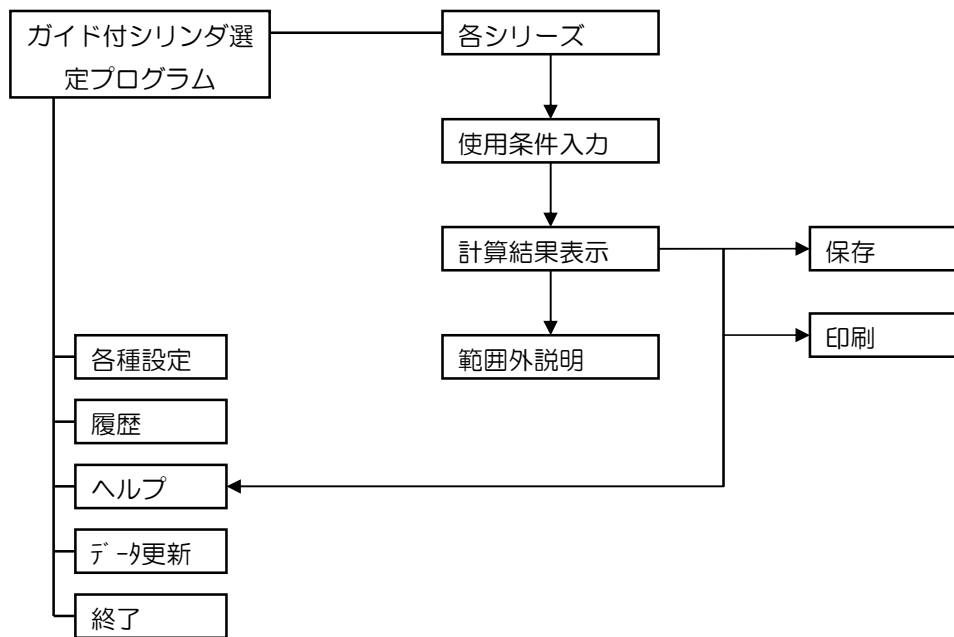 ガイド付シリンダ選
定プログラム
各シリーズ
使用条件入力
計算結果表示
保存
印刷
範囲外説明
各種設定
履歴
ヘルプ
ﾃﾞｰﾀ更新
終了